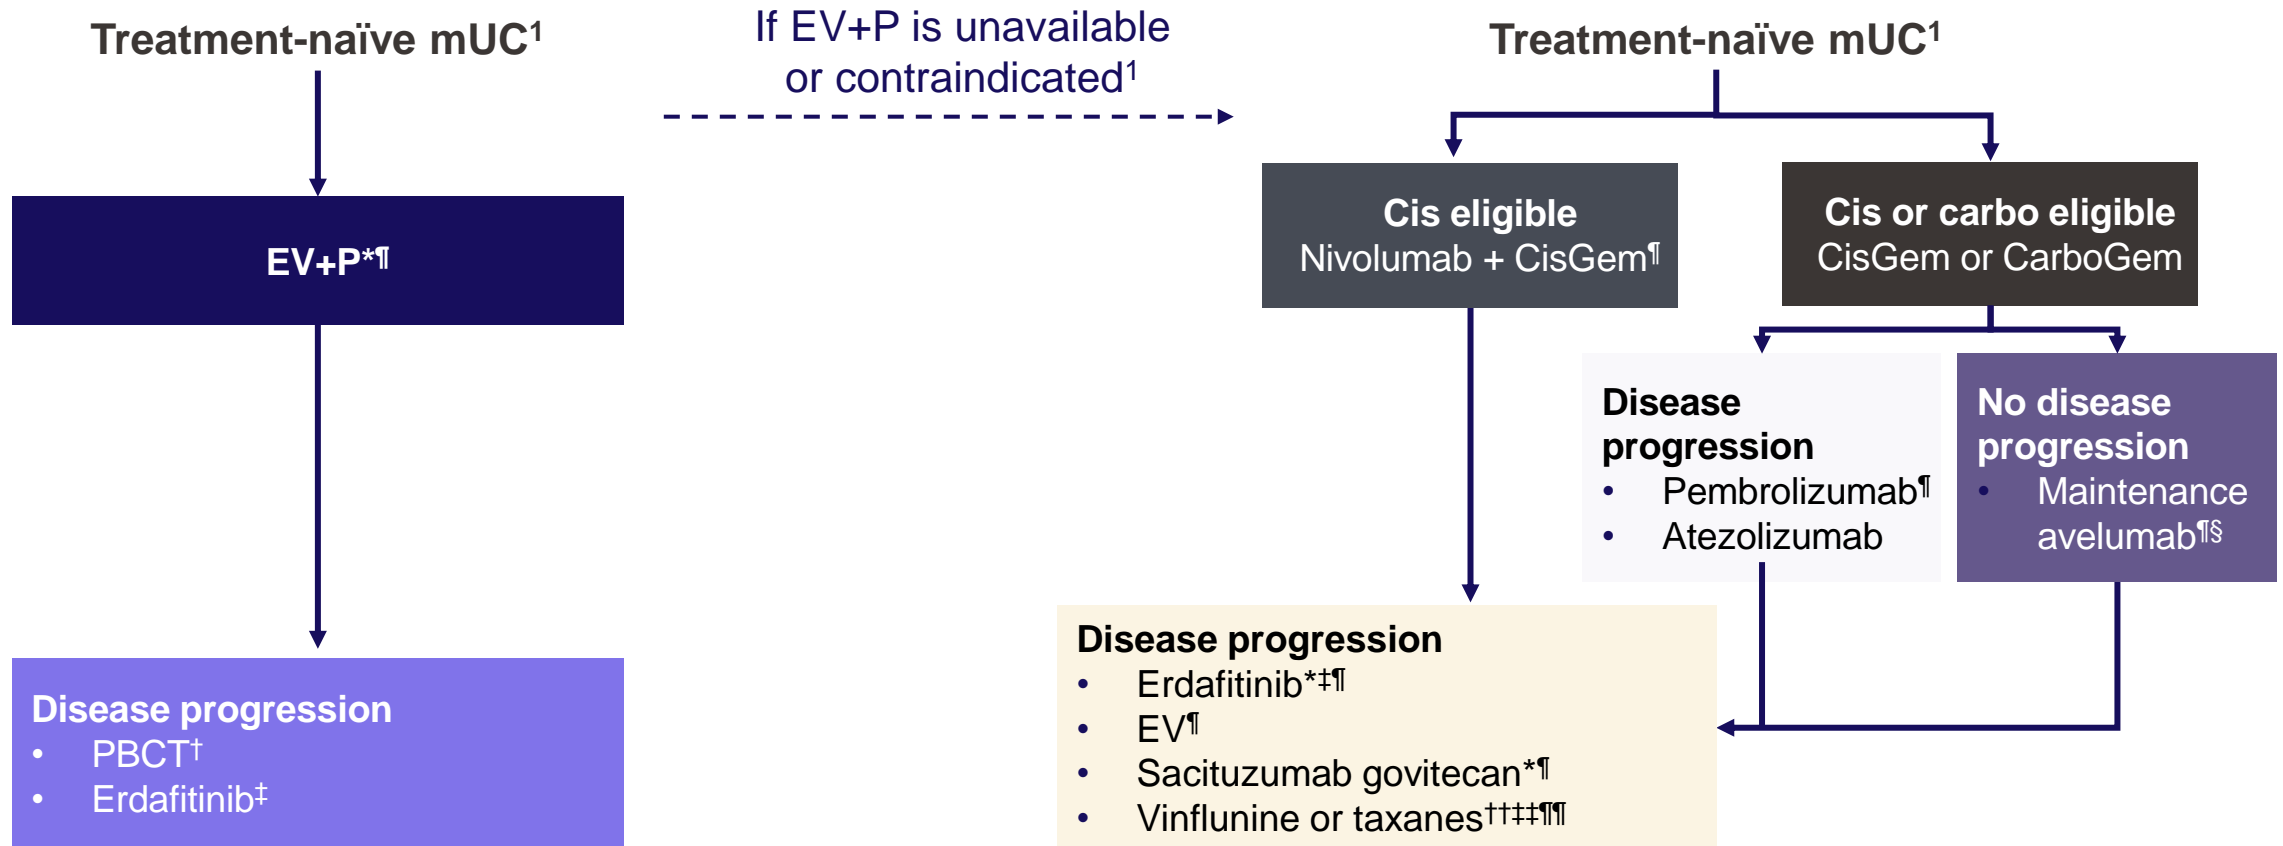 Treatment-naïve mUC¹
If EV+P is unavailable
or contraindicated¹
Treatment-naïve mUC¹
EV+P*¶
Cis eligible
Nivolumab + CisGem¶
Cis or carbo eligible
CisGem or CarboGem
Disease
progression
• Pembrolizumab¶
• Atezolizumab
No disease
progression
• Maintenance
avelumab¶§
Disease progression
• PBCT†
• Erdafitinib‡
Disease progression
• Erdafitinib*‡¶
• EV¶
• Sacituzumab govitecan*¶
• Vinflunine or taxanes††‡‡¶¶